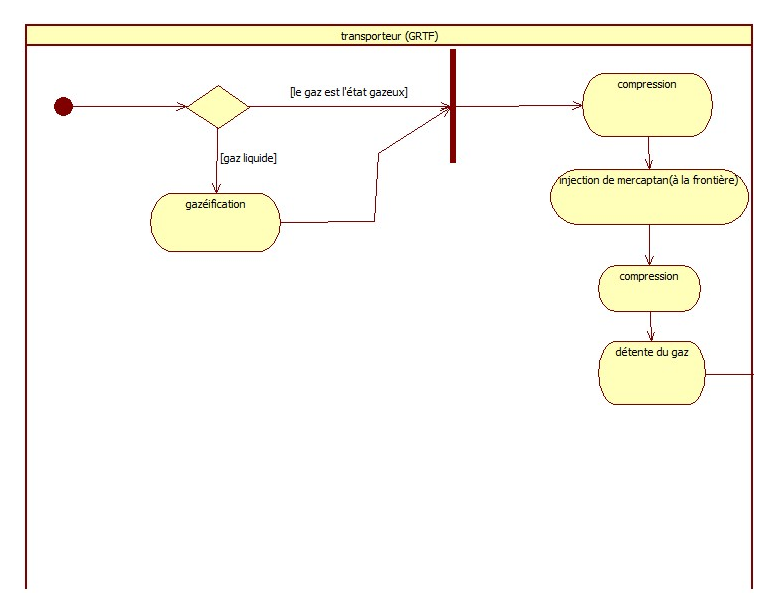 transporteur (GRTF)
[le gaz est l'état gazeux]
compression
[gaz liquide]
injection de mercaptan(à la frontière)
gazéification
compression
détente du gaz